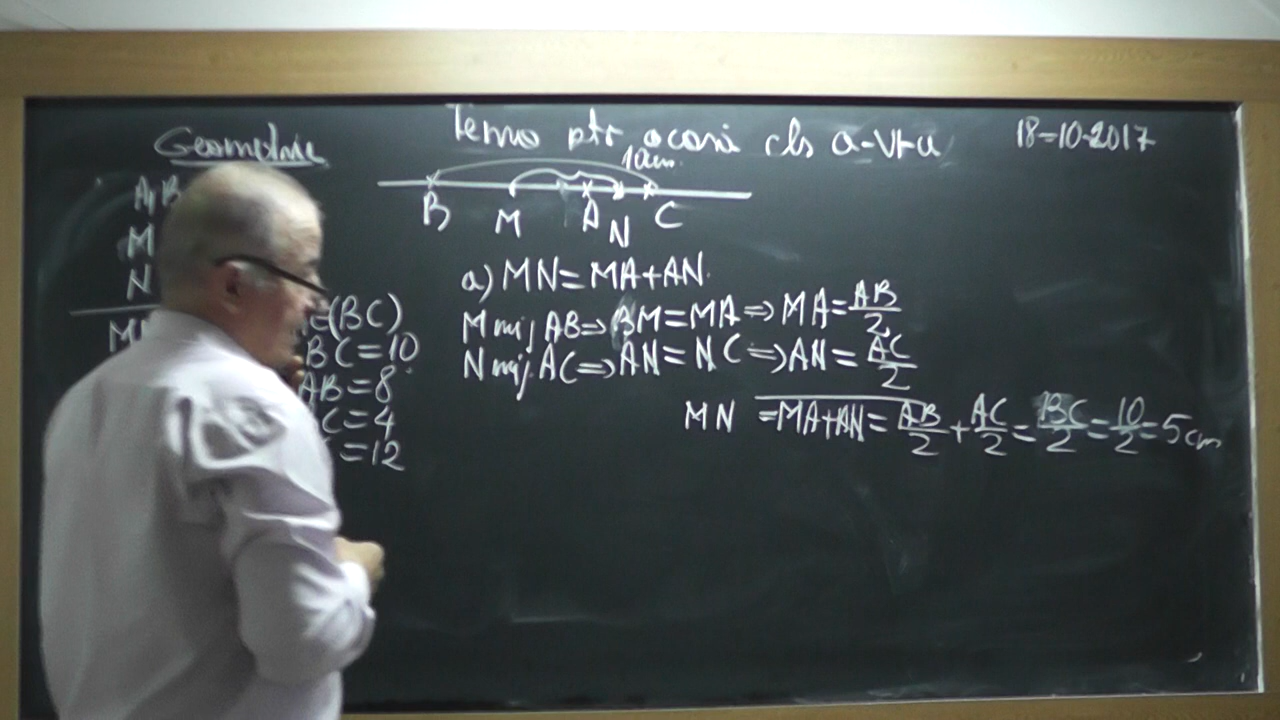 Geometrie
Temă ptr acasă cls a-VI-a
18-10-2017
10cm
B M A N C
A, B
M
N
M
=(BC)
BC=10
AB=8
C=4
=12
a) MN=MA+AN.
M mij AB⇒BM=MA⇒MA=AB/2
N mij. AC⇒AN=NC⇒AN=AC/2
MN =MA+AN=AB/2+AC/2=BC/2=10/2=5cm